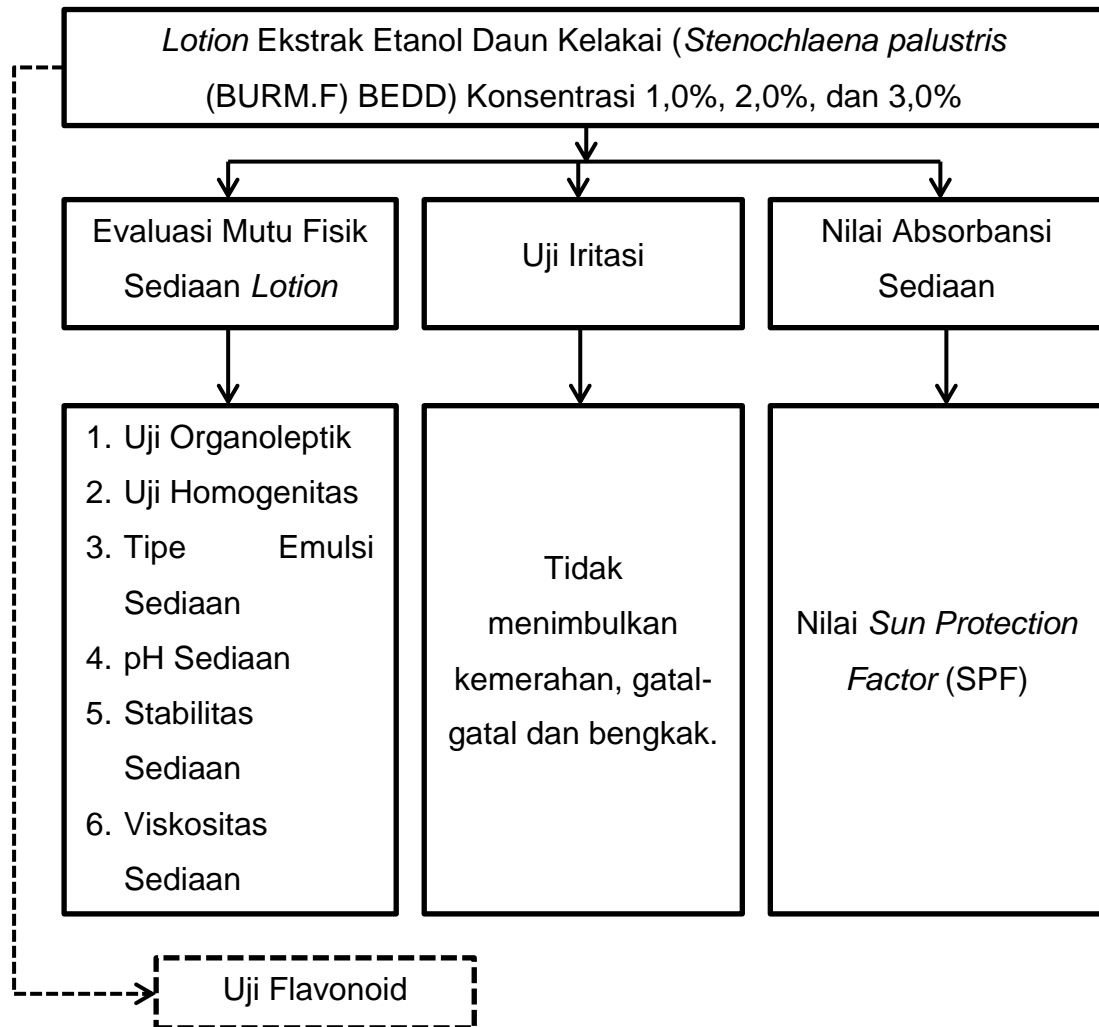 Lotion Ekstrak Etanol Daun Kelakai (Stenochlaena palustris
(BURM.F) BEDD) Konsentrasi 1,0%, 2,0%, dan 3,0%
Evaluasi Mutu Fisik
Sediaan Lotion
Uji Iritasi
Nilai Absorbansi
Sediaan
1. Uji Organoleptik
2. Uji Homogenitas
3. Tipe Emulsi
Sediaan
4. pH Sediaan
5. Stabilitas
Sediaan
6. Viskositas
Sediaan
Tidak
menimbulkan
kemerahan, gatal-
gatal dan bengkak.
Nilai Sun Protection
Factor (SPF)
Uji Flavonoid